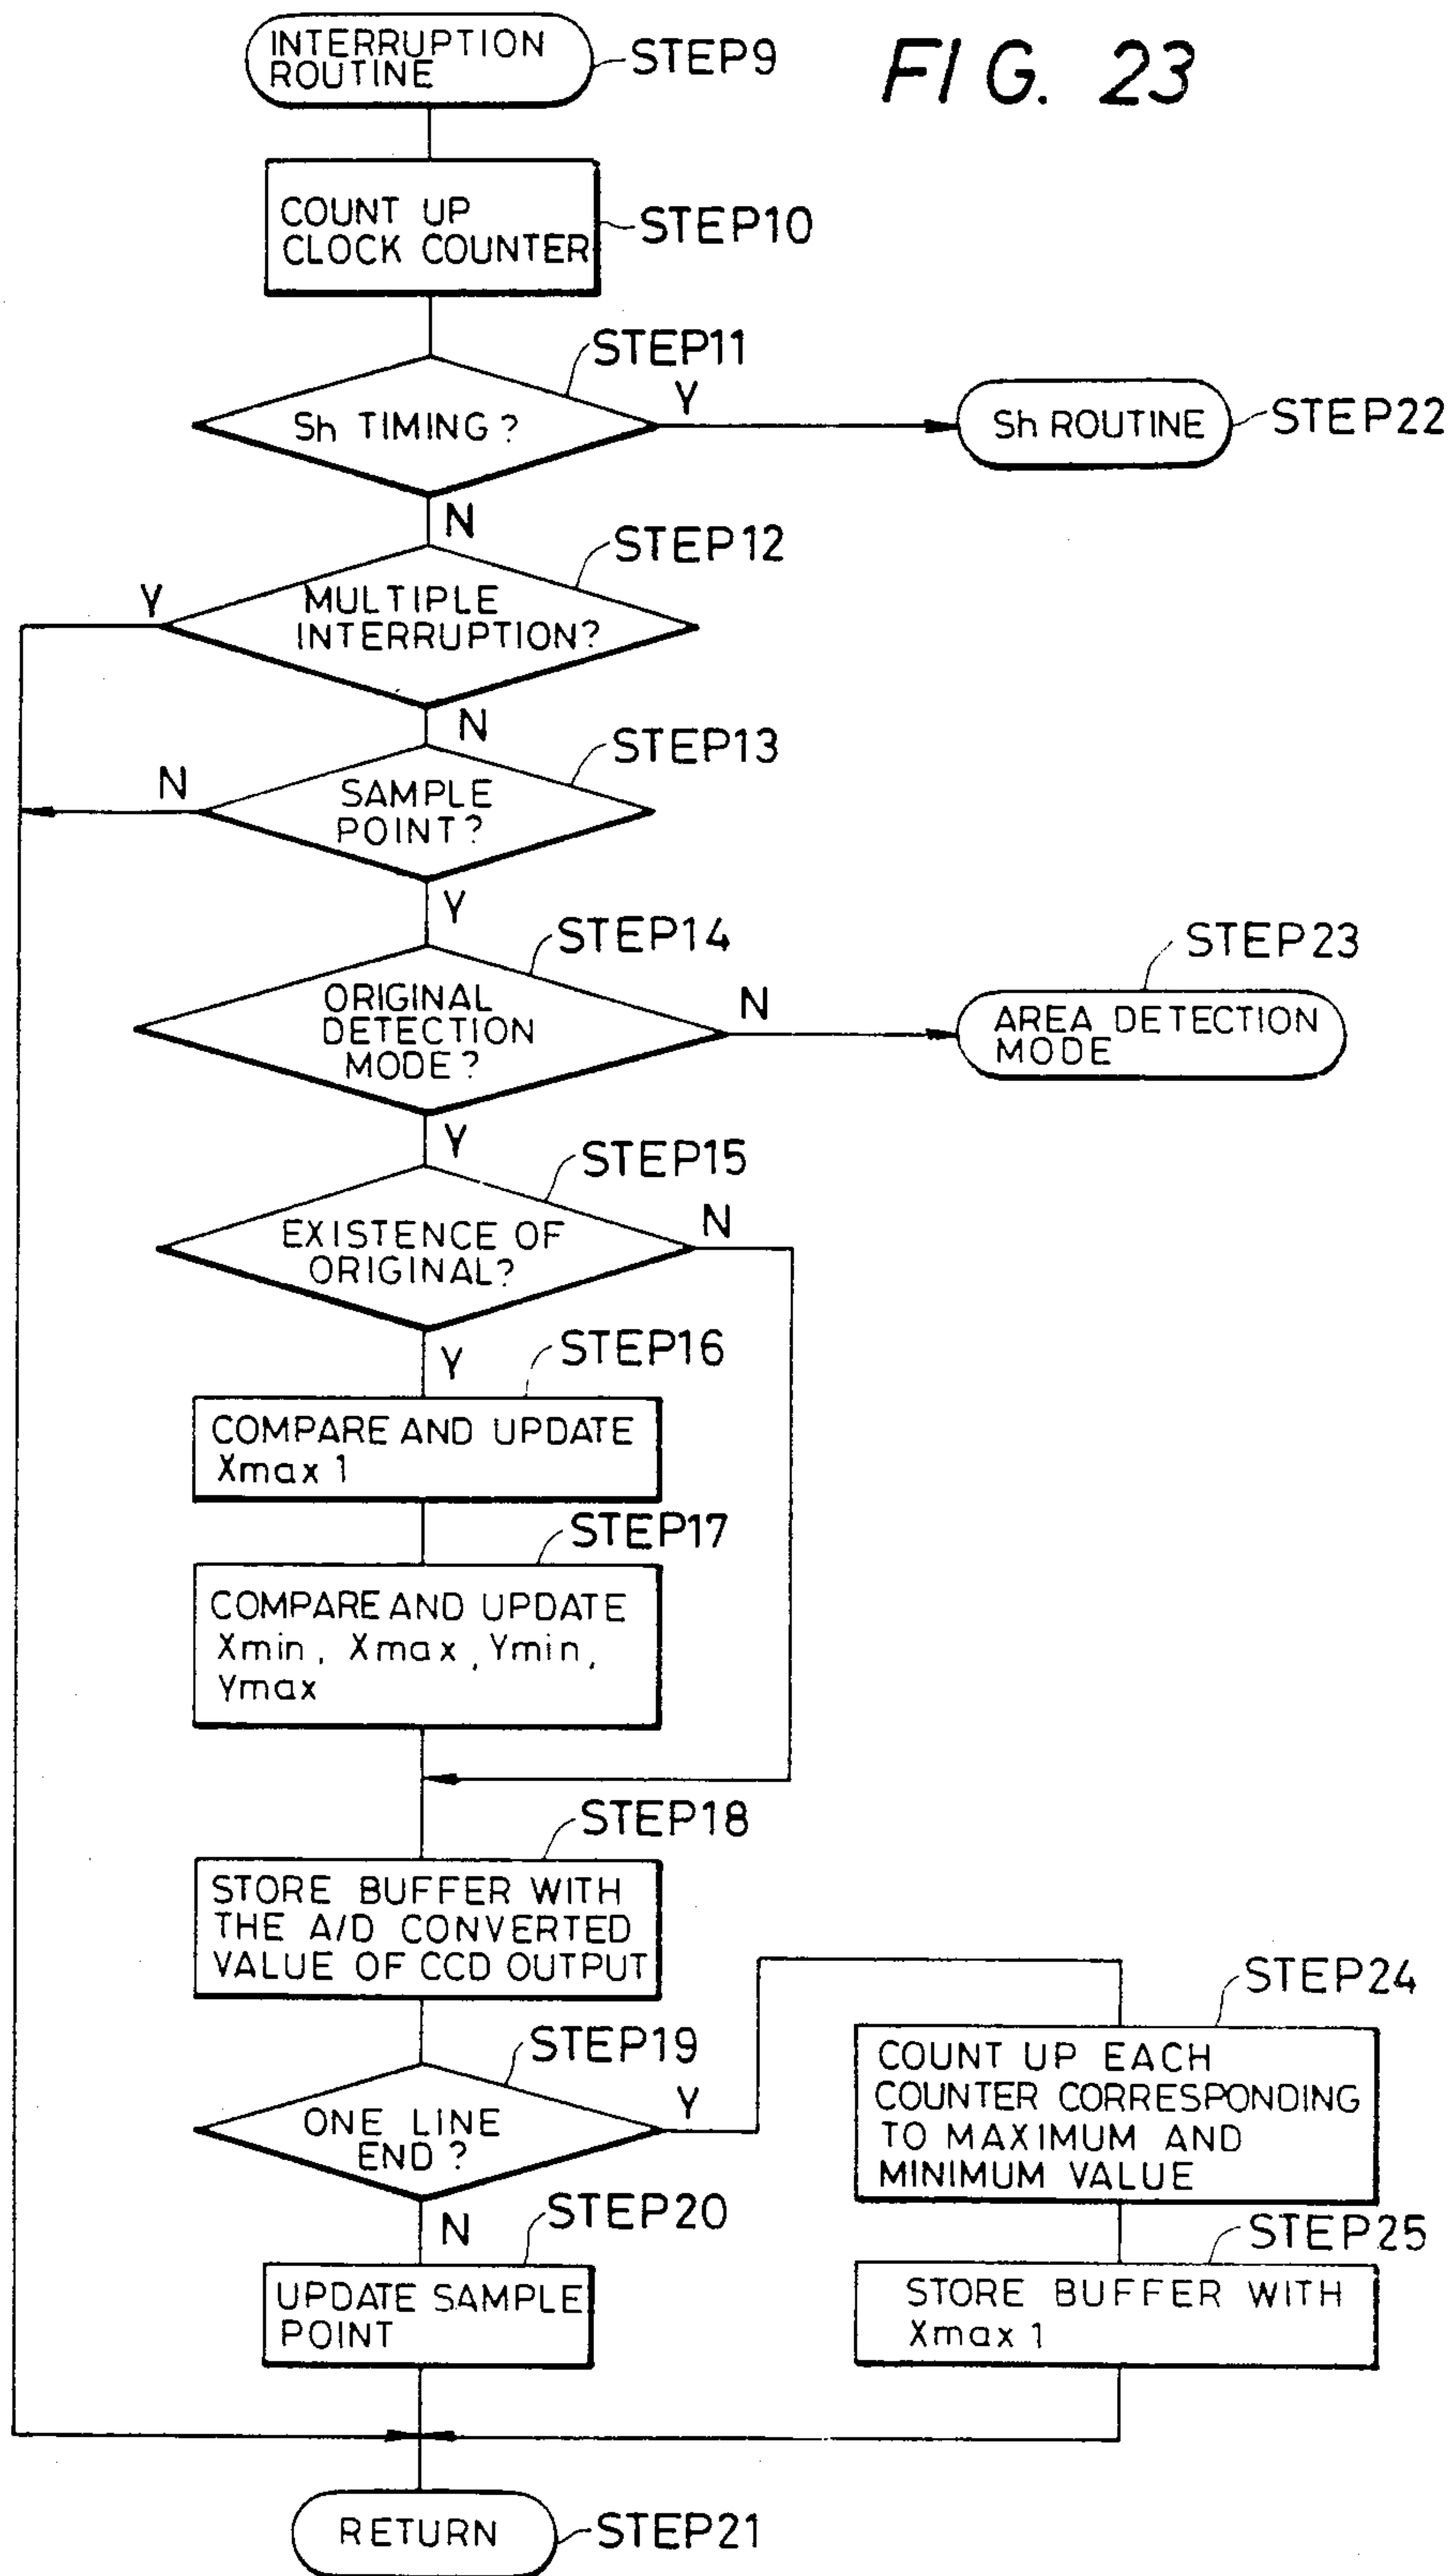 FIG. 23
INTERRUPTION
ROUTINE
STEP9
COUNT UP
CLOCK COUNTER
STEP10
STEP11
Sh TIMING?
Y
Sh ROUTINE
STEP22
N
STEP12
Y
MULTIPLE
INTERRUPTION?
N
STEP13
N
SAMPLE
POINT?
Y
STEP14
ORIGINAL
DETECTION
MODE?
N
STEP23
AREA DETECTION
MODE
Y
STEP15
EXISTENCE OF
ORIGINAL?
N
Y
STEP16
COMPARE AND UPDATE
Xmax 1
STEP17
COMPARE AND UPDATE
Xmin, Xmax, Ymin,
Ymax
STEP18
STORE BUFFER WITH
THE A/D CONVERTED
VALUE OF CCD OUTPUT
STEP19
ONE LINE
END?
Y
STEP24
COUNT UP EACH
COUNTER CORRESPONDING
TO MAXIMUM AND
MINIMUM VALUE
N
STEP20
UPDATE SAMPLE
POINT
STEP25
STORE BUFFER WITH
Xmax 1
RETURN
STEP21